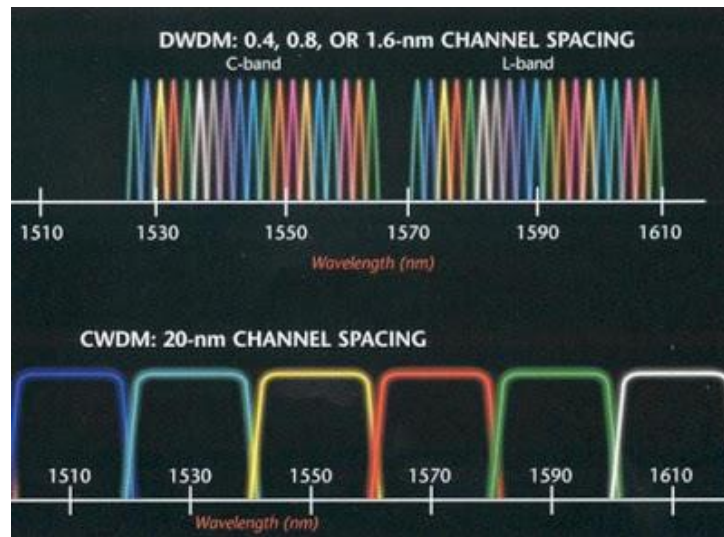 DWDM: 0.4, 0.8, OR 1.6-nm CHANNEL SPACING
C-band L-band
1510 1530 1550 1570 1590 1610
Wavelength (nm)
CWDM: 20-nm CHANNEL SPACING
1510 1530 1550 1570 1590 1610
Wavelength (nm)